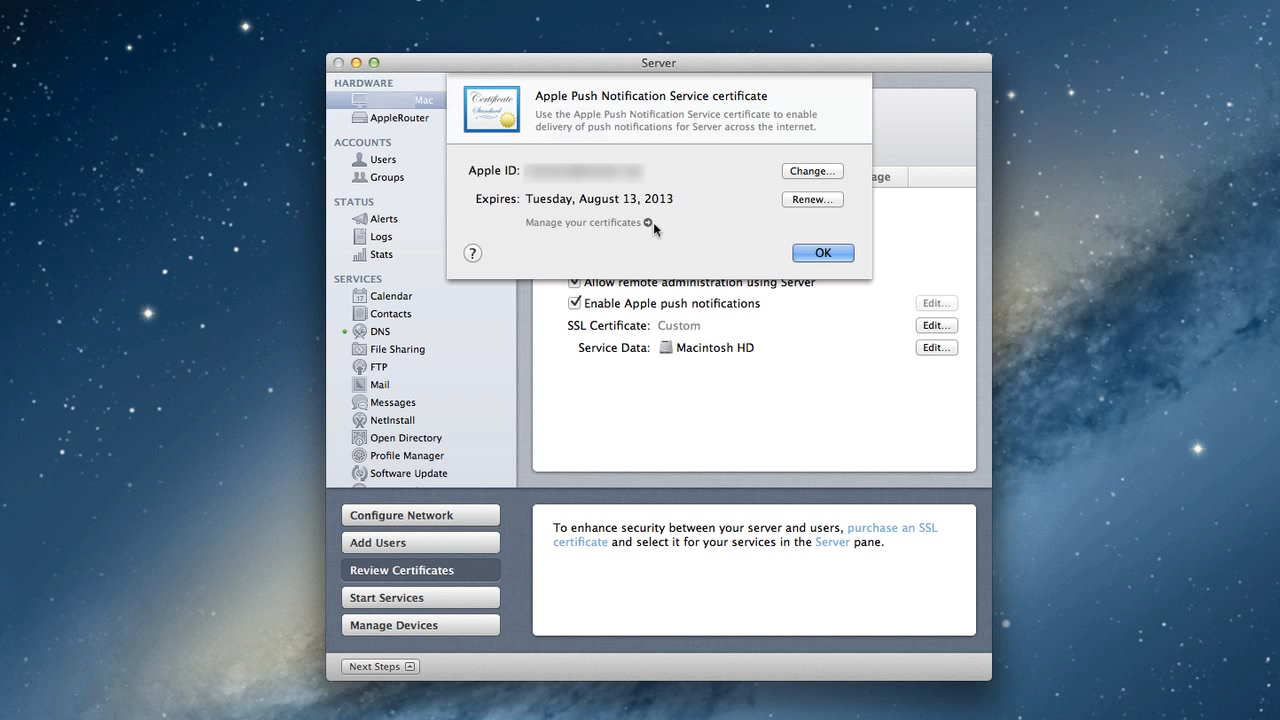 Server
HARDWARE
Mac
AppleRouter
ACCOUNTS
Users
Groups
STATUS
Alerts
Logs
Stats
SERVICES
Calendar
Contacts
DNS
File Sharing
FTP
Mail
Messages
NetInstall
Open Directory
Profile Manager
Software Update
Certificate
Standard
Apple Push Notification Service certificate
Use the Apple Push Notification Service certificate to enable
delivery of push notifications for Server across the internet.
Apple ID:
Change...
Expires: Tuesday, August 13, 2013
Renew...
Manage your certificates
?
OK
age
Allow remote administration using Server
Enable Apple push notifications
Edit...
SSL Certificate: Custom
Edit...
Service Data: Macintosh HD
Edit...
Configure Network
Add Users
Review Certificates
Start Services
Manage Devices
To enhance security between your server and users, purchase an SSL
certificate and select it for your services in the Server pane.
Next Steps